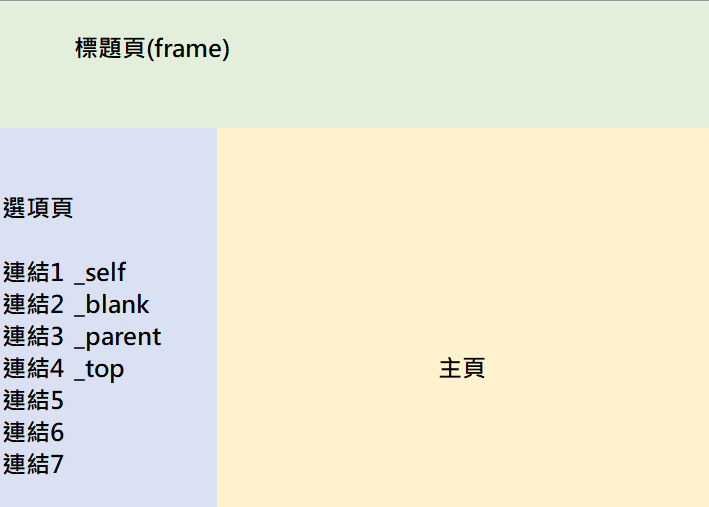 標題頁(frame)
選項頁
連結1 _self
連結2 _blank
連結3 _parent
連結4 _top
主頁
連結5
連結6
連結7